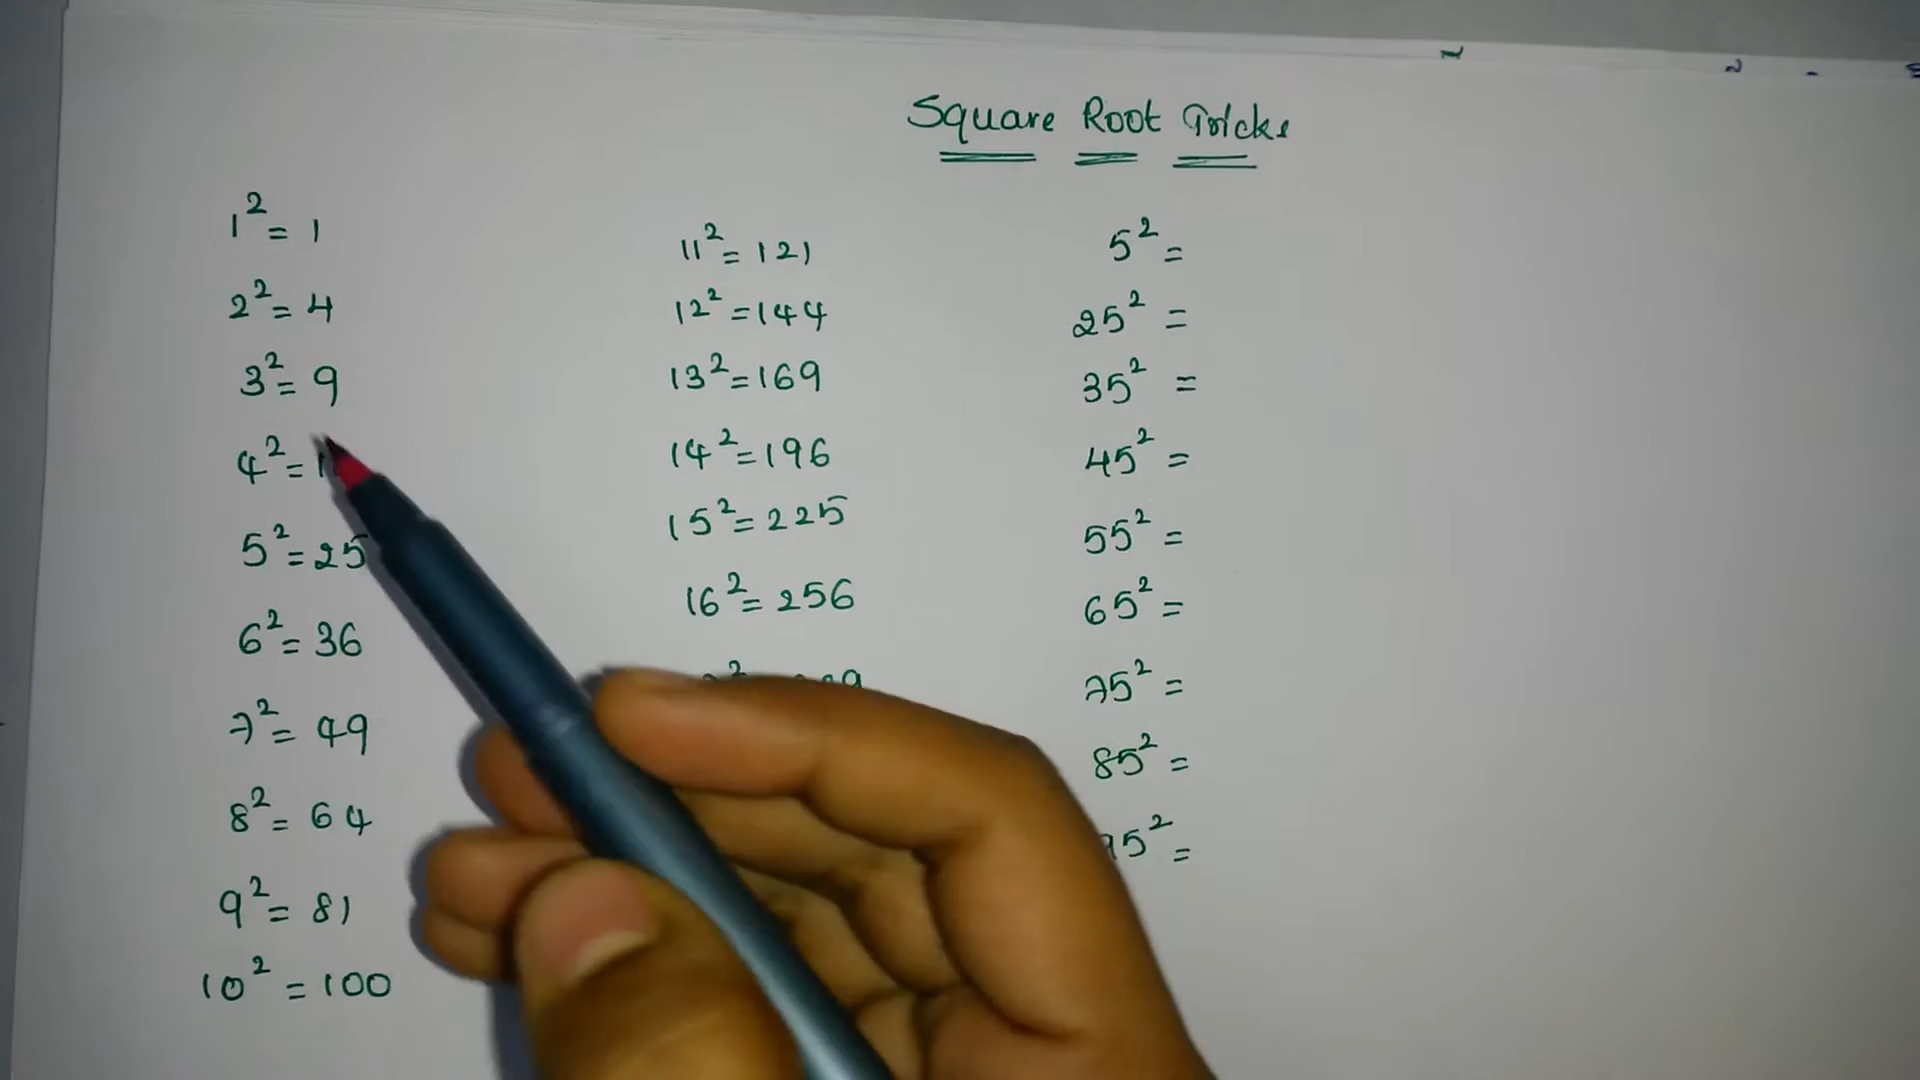 Square Root Tricks
1² = 1
2² = 4
3² = 9
4² = 1
5² = 25
6² = 36
7² = 49
8² = 64
9² = 81
10² = 100
11² = 121
12² = 144
13² = 169
14² = 196
15² = 225
16² = 256
5² =
25² =
35² =
45² =
55² =
65² =
75² =
85² =
95² =